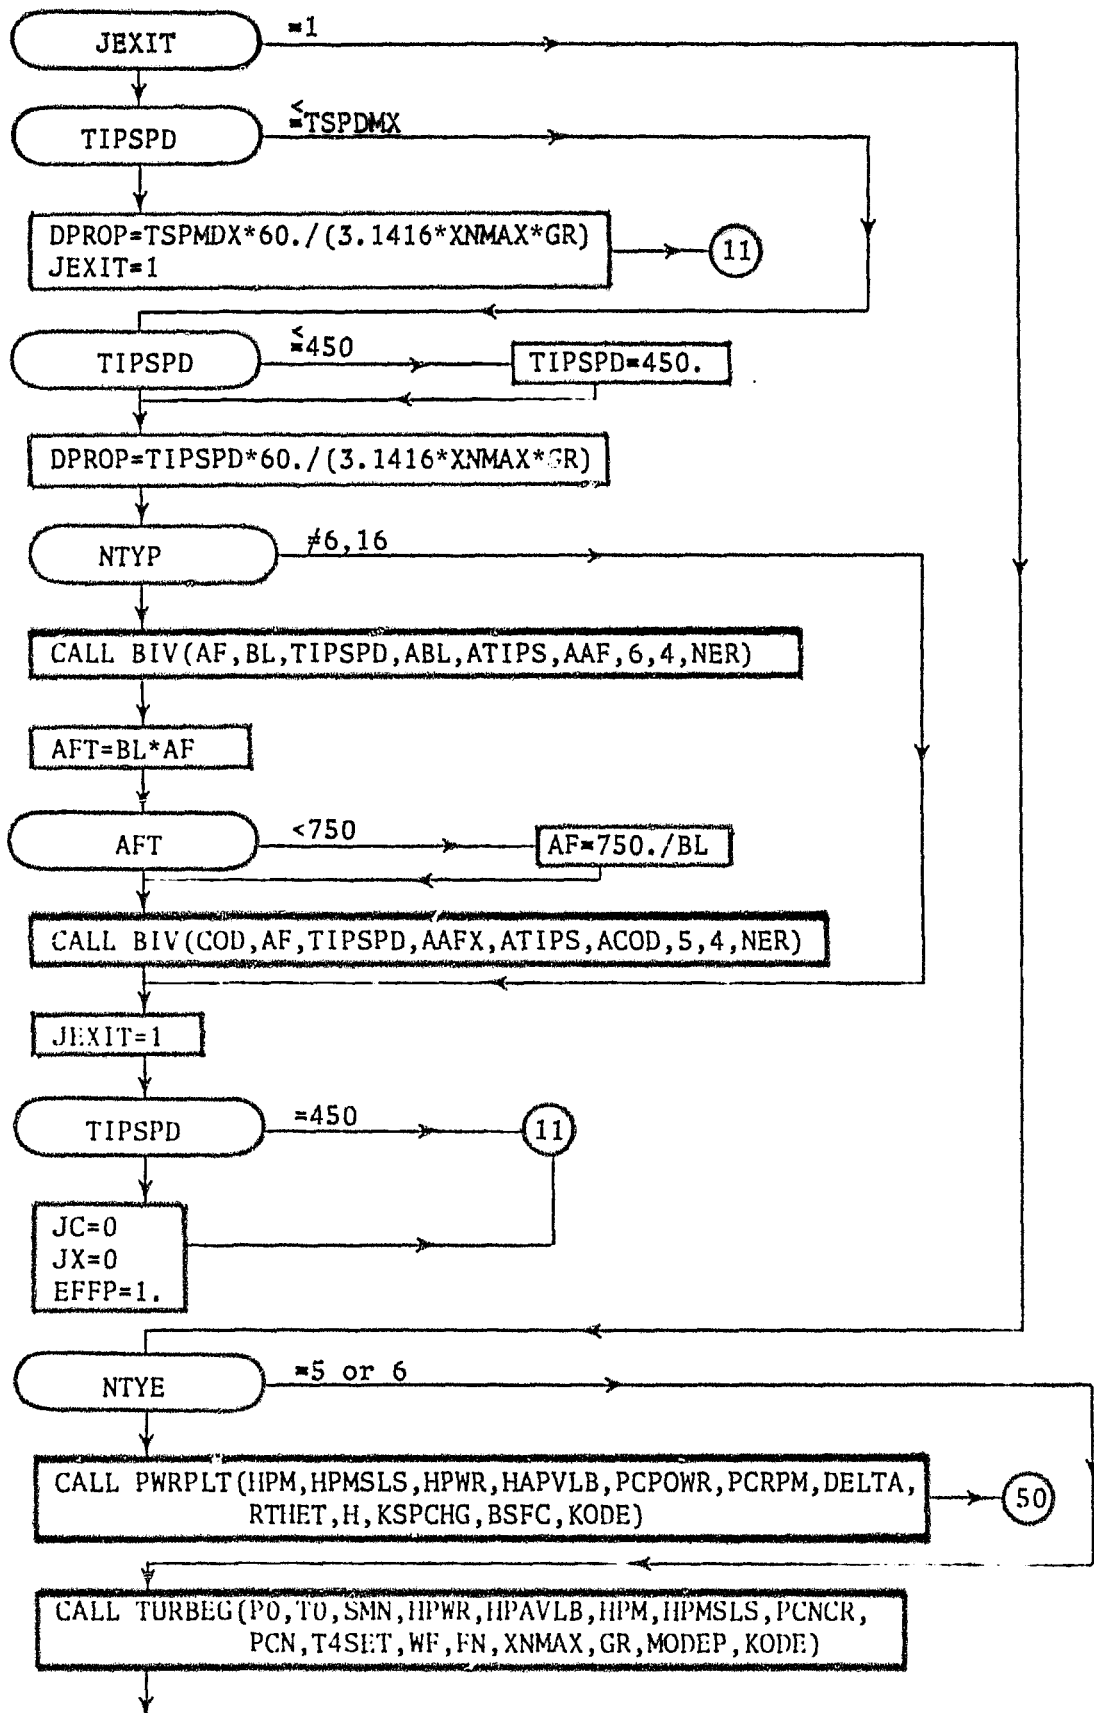 JEXIT
=1
TIPSPD
≤TSPDMX
DPROP=TSPMDX*60./(3.1416*XNMAX*GR)
JEXIT=1
11
TIPSPD
≤450
TIPSPD=450.
DPROP=TIPSPD*60./(3.1416*XNMAX*GR)
NTYP
≠6,16
CALL BIV(AF,BL,TIPSPD,ABL,ATIPS,AAF,6,4,NER)
AFT=BL*AF
AFT
<750
AF=750./BL
CALL BIV(COD,AF,TIPSPD,AAFX,ATIPS,ACOD,5,4,NER)
JEXIT=1
TIPSPD
=450
11
JC=0
JX=0
EFFP=1.
NTYE
=5 or 6
CALL PWRPLT(HPM,HPMSLS,HPWR,HAPVLB,PCPOWR,PCRPM,DELTA,
RTHET,H,KSPCHG,BSFC,KODE)
50
CALL TURBEG(PO,TO,SMN,HPWR,HPAVLB,HPM,HPMSLS,PCNCR,
PCN,T4SET,WF,FN,XNMAX,GR,MODEP,KODE)